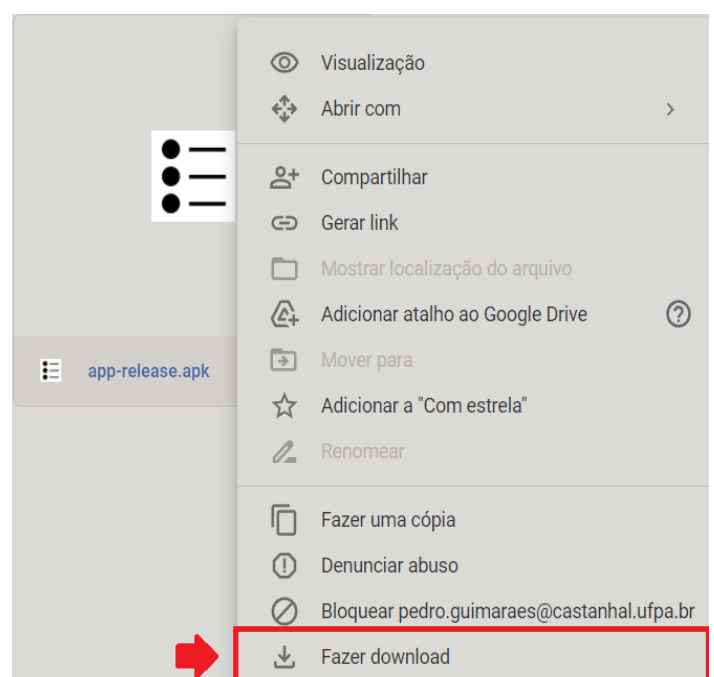 Visualização
Abrir com
Compartilhar
Gerar link
Mostrar localização do arquivo
Adicionar atalho ao Google Drive
app-release.apk
Mover para
Adicionar a "Com estrela"
Renomear
Fazer uma cópia
Denunciar abuso
Bloquear pedro.guimaraes@castanhal.ufpa.br
Fazer download